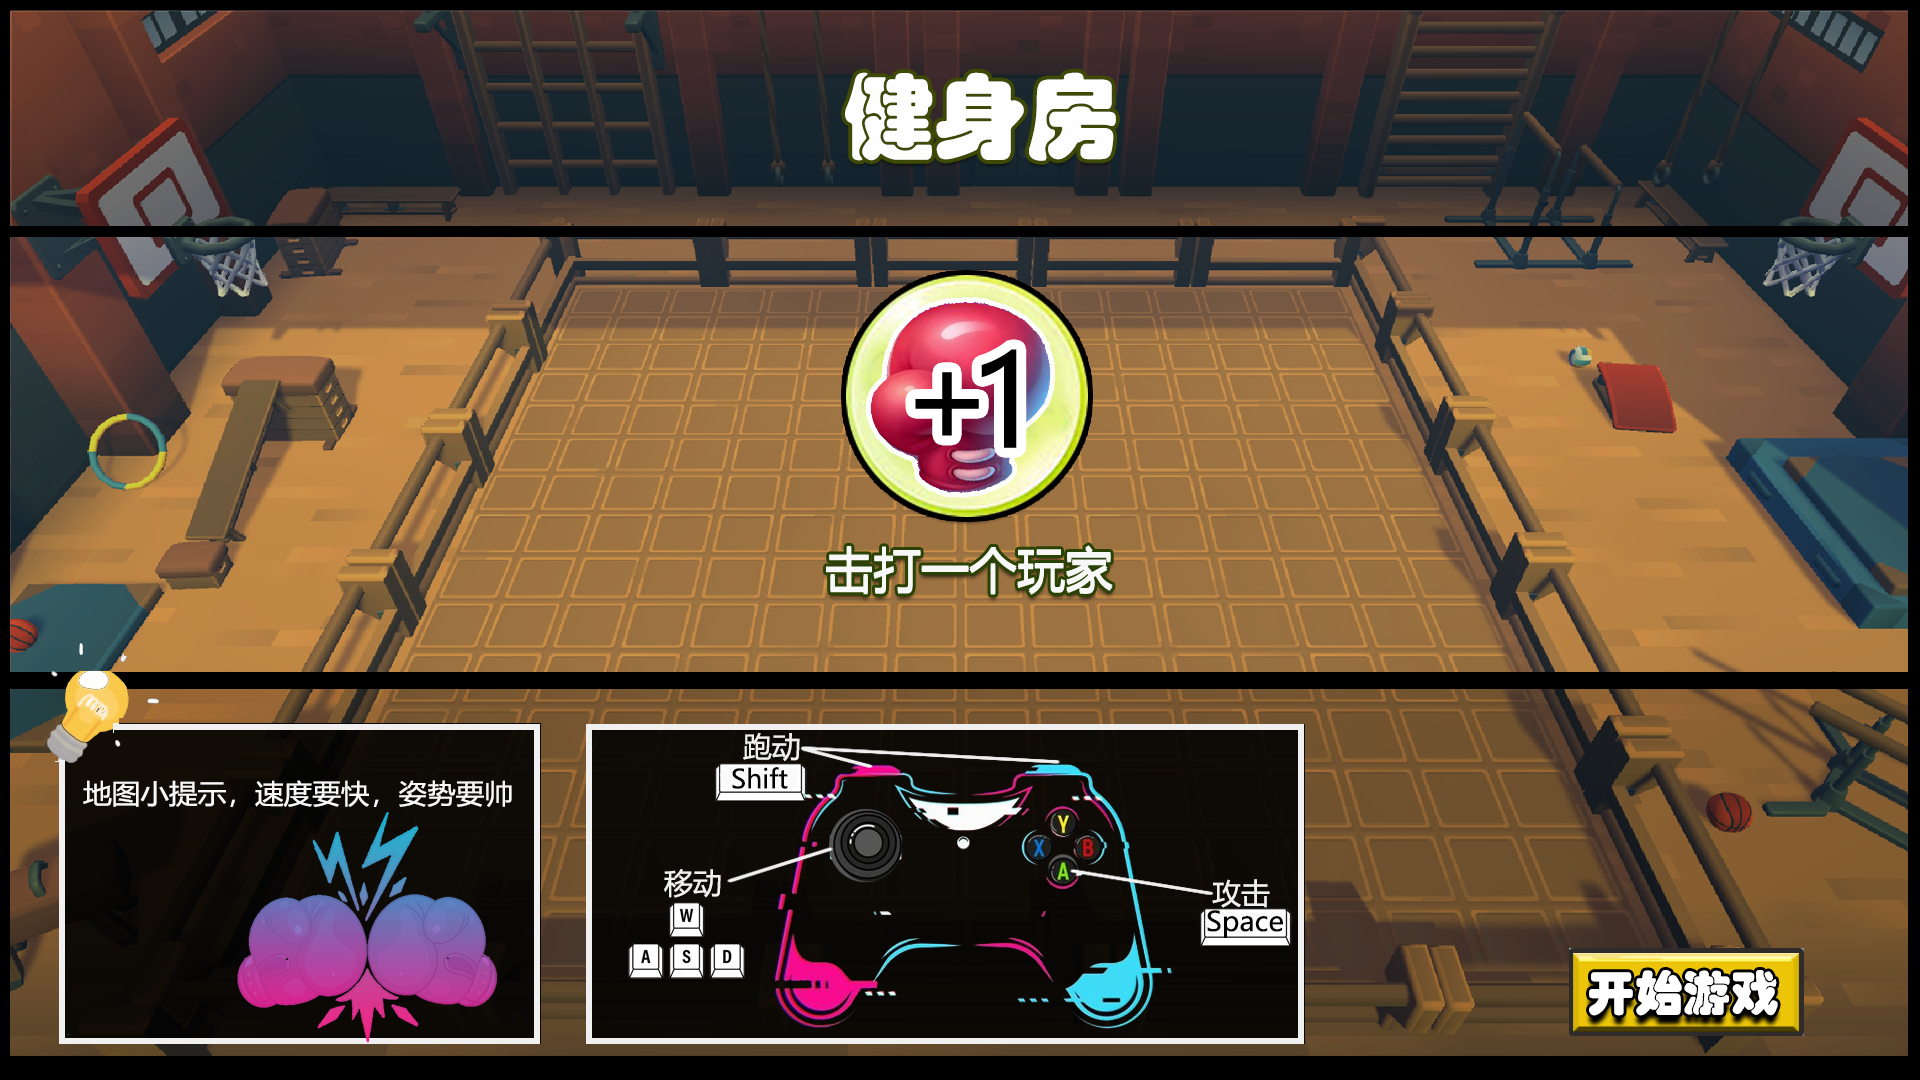 健身房
+1
击打一个玩家
地图小提示，速度要快，姿势要帅
跑动
Shift
移动
W
A S D
Y
X B
A
攻击
Space
开始游戏